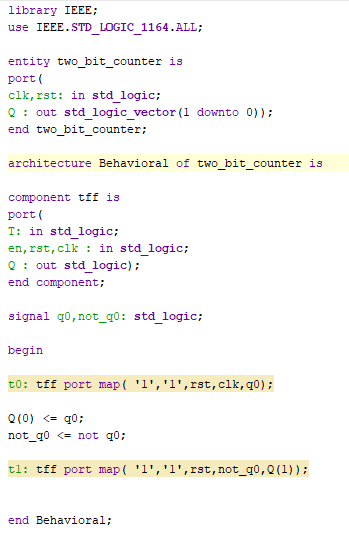 library IEEE;
use IEEE.STD_LOGIC_1164.ALL;
entity two_bit_counter is
port(
clk,rst: in std_logic;
Q : out std_logic_vector(1 downto 0));
end two_bit_counter;
architecture Behavioral of two_bit_counter is
component tff is
port(
T: in std_logic;
en,rst,clk : in std_logic;
Q : out std_logic);
end component;
signal q0,not_q0: std_logic;
begin
t0: tff port map( '1','1',rst,clk,q0);
Q(0) <= q0;
not_q0 <= not q0;
t1: tff port map( '1','1',rst,not_q0,Q(1));
end Behavioral;